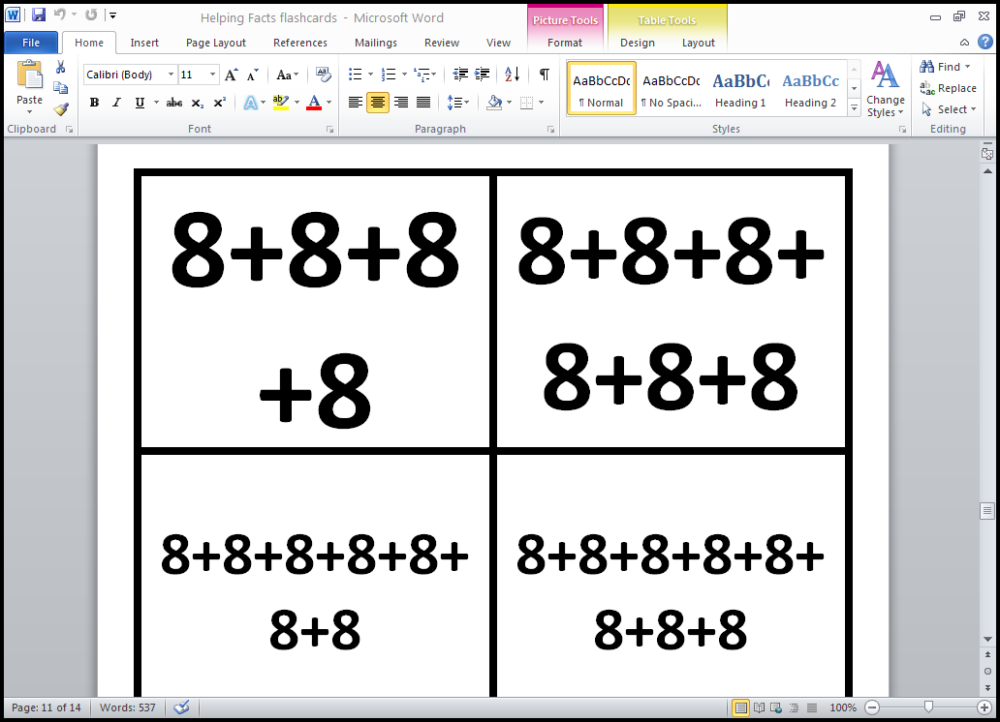 Helping Facts flashcards - Microsoft Word
Picture Tools
Table Tools
File Home Insert Page Layout References Mailings Review View Format Design Layout
Paste
Calibri (Body) 11
Clipboard
Font
Paragraph
AaBbCcDc
¶ Normal
AaBbCcDc
¶ No Spaci...
AaBbCc
Heading 1
AaBbCc
Heading 2
Change
Styles
Styles
Find
Replace
Select
Editing
8+8+8
+8
8+8+8+
8+8+8
8+8+8+8+8+
8+8
8+8+8+8+8+
8+8+8
Page: 11 of 14 Words: 537 100%